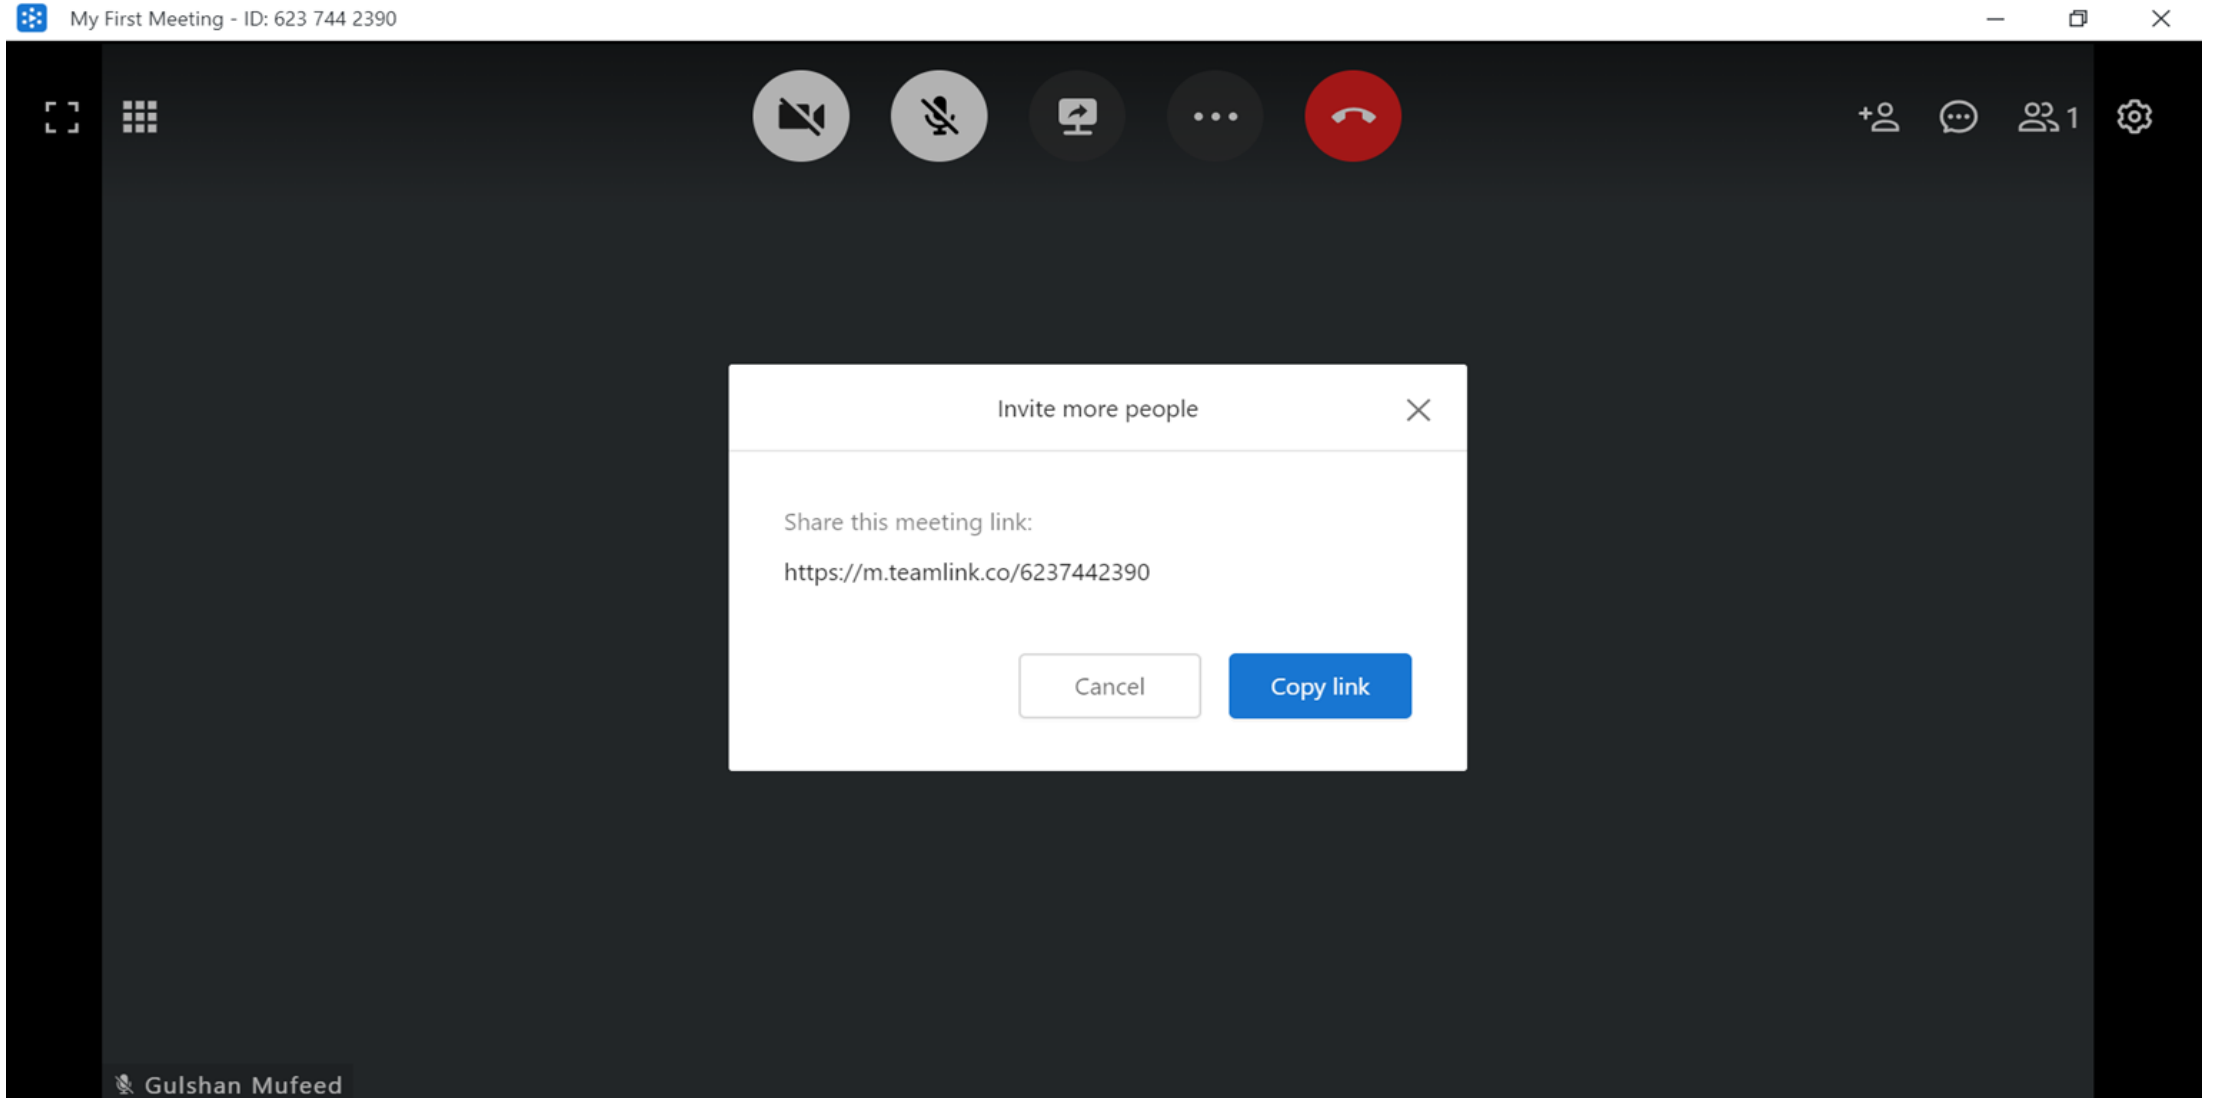 My First Meeting - ID: 623 744 2390
1
Invite more people
Share this meeting link:
https://m.teamlink.co/6237442390
Cancel
Copy link
Gulshan Mufeed